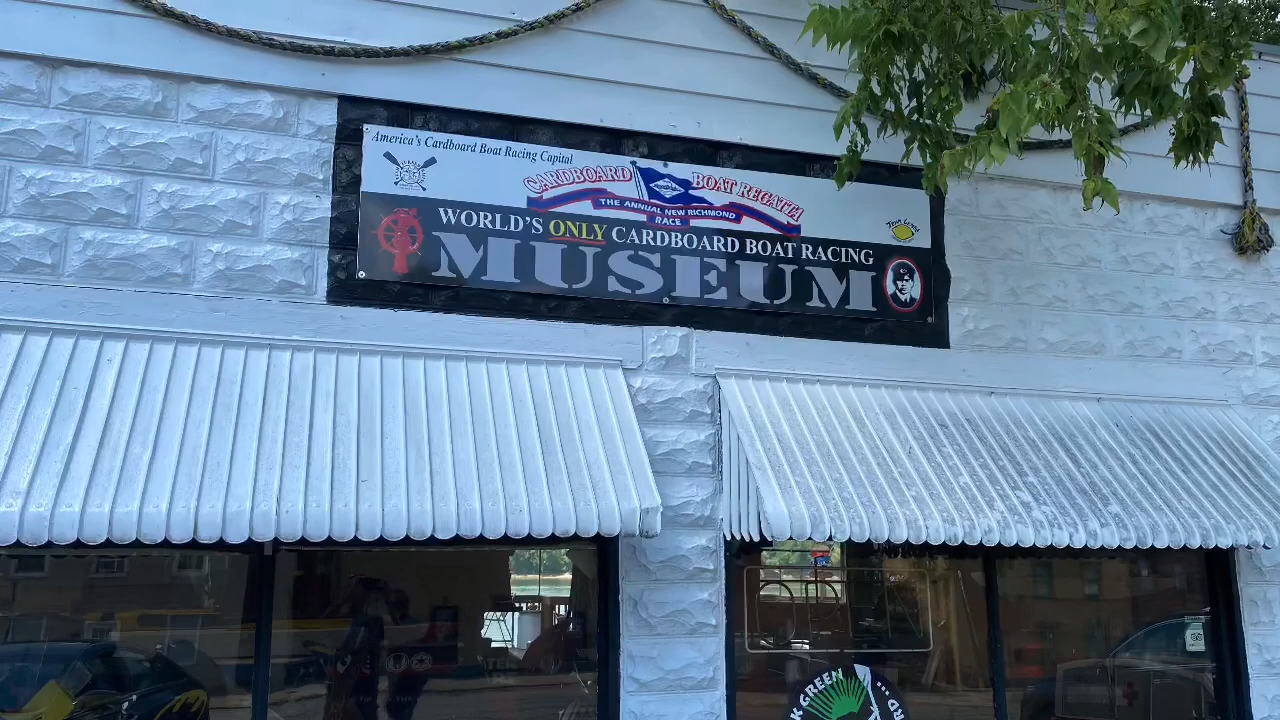 America's Cardboard Boat Racing Capital
CARDBOARD BOAT REGATTA
THE ANNUAL NEW RICHMOND
RACE
WORLD'S ONLY CARDBOARD BOAT RACING
MUSEUM
GREEN